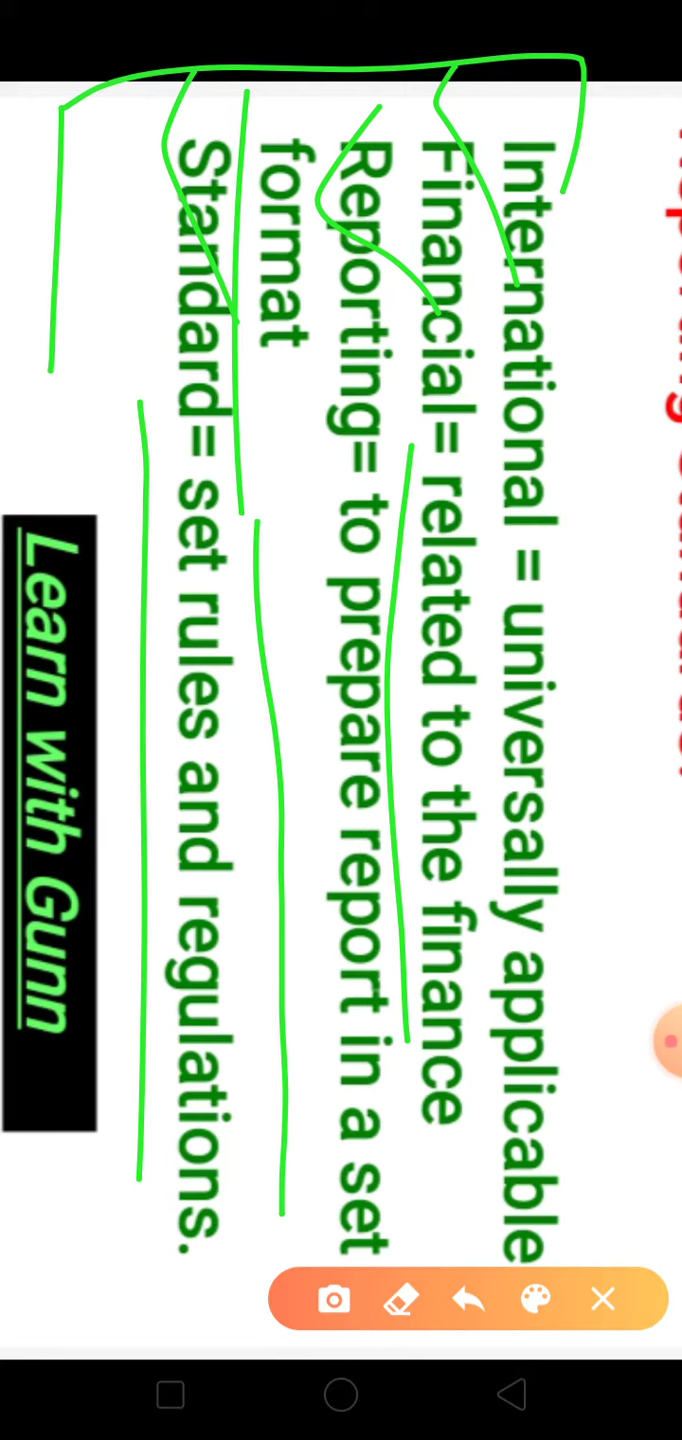 International = universally applicable
Financial= related to the finance
Reporting= to prepare report in a set
format
Standard= set rules and regulations.
Learn with Gunn